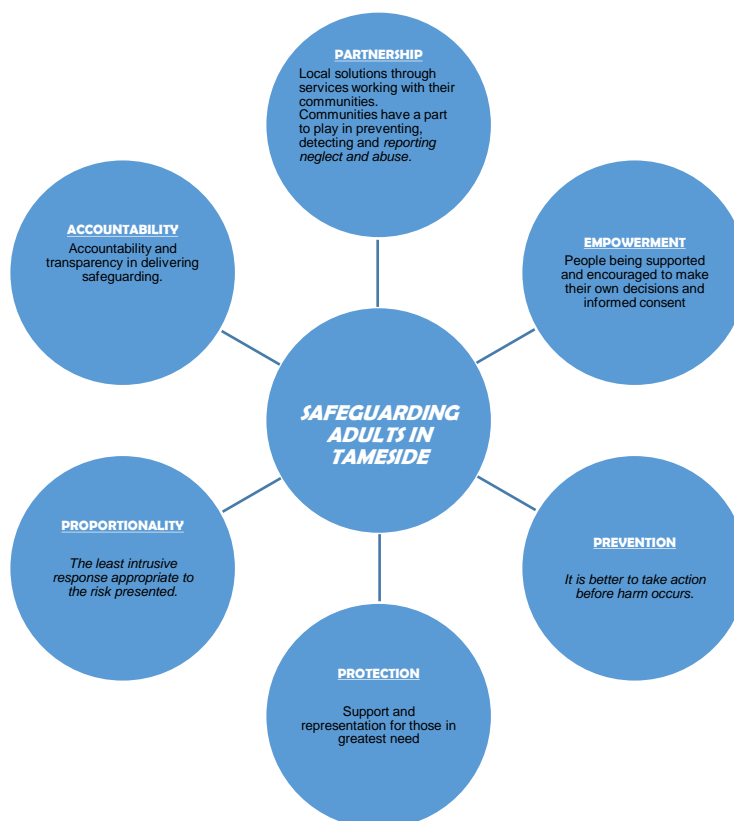 PARTNERSHIP
Local solutions through
services working with their
communities.
Communities have a part
to play in preventing,
detecting and reporting
neglect and abuse.
ACCOUNTABILITY
Accountability and
transparency in delivering
safeguarding.
EMPOWERMENT
People being supported
and encouraged to make
their own decisions and
informed consent
SAFEGUARDING
ADULTS IN
TAMESIDE
PROPORTIONALITY
The least intrusive
response appropriate to
the risk presented.
PREVENTION
It is better to take action
before harm occurs.
PROTECTION
Support and
representation for those in
greatest need